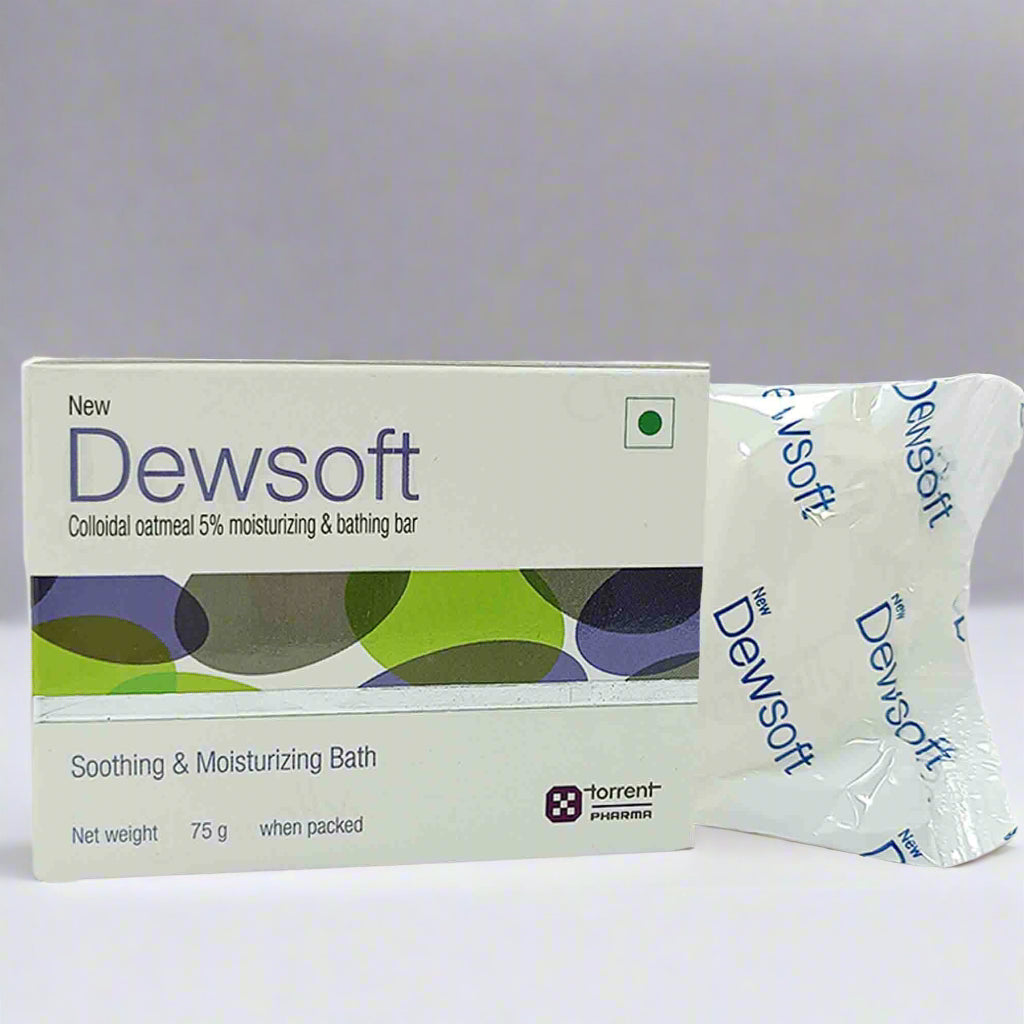 New
Dewsoft
Colloidal oatmeal 5% moisturizing & bathing bar
Soothing & Moisturizing Bath
Net weight 75 g when packed
torrent
PHARMA
Dewsoft
New
Dewsoft
New
Dewsoft
New